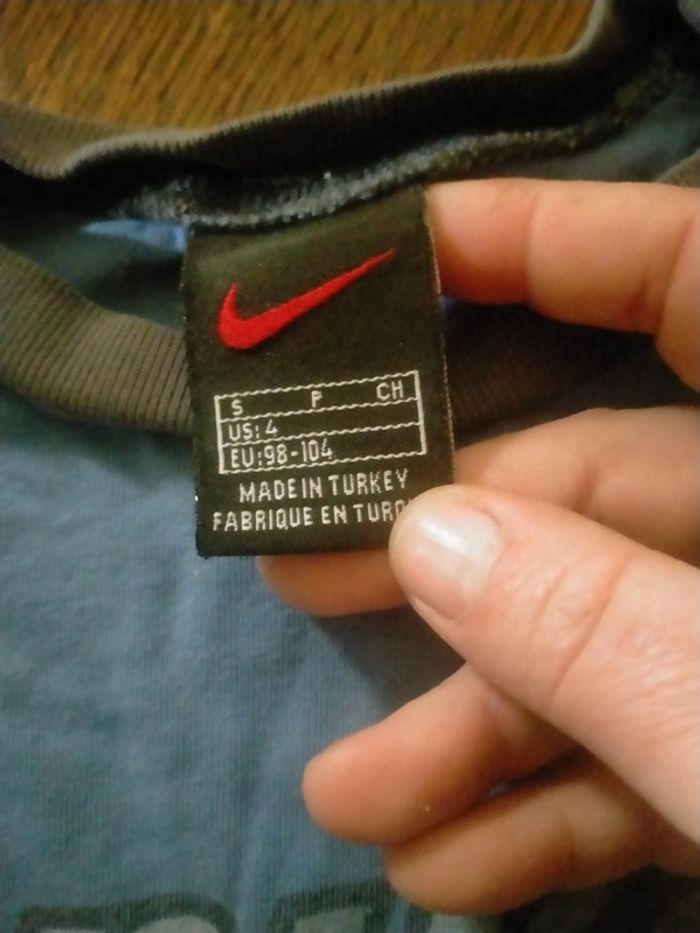 S P CH
US: 4
EU:98-104
MADE IN TURKEY
FABRIQUE EN